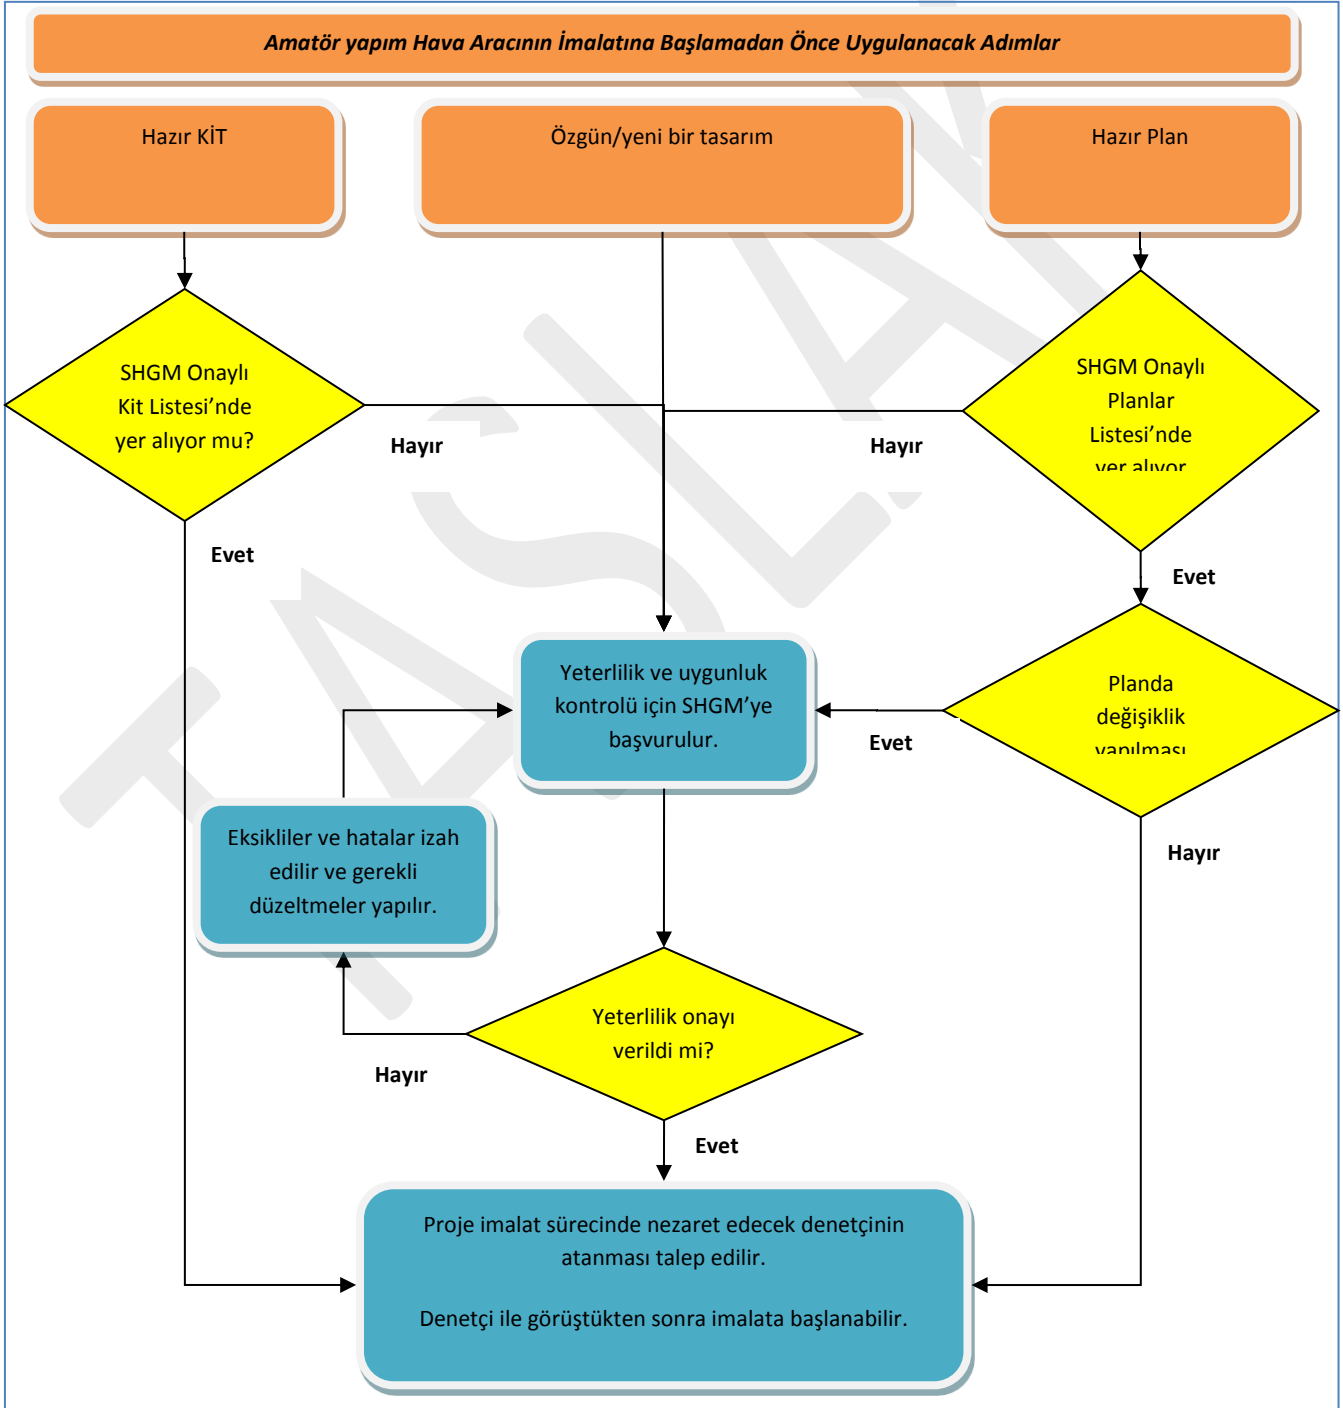 Amatör yapım Hava Aracının İmalatına Başlamadan Önce Uygulanacak Adımlar
Hazır KİT
Özgün/yeni bir tasarım
Hazır Plan
SHGM Onaylı
Kit Listesi’nde
yer alıyor mu?
Hayır
Evet
SHGM Onaylı
Planlar
Listesi’nde
yer alıyor
Hayır
Evet
Yeterlilik ve uygunluk
kontrolü için SHGM’ye
başvurulur.
Planda
değişiklik
yapılması
Evet
Hayır
Eksikliler ve hatalar izah
edilir ve gerekli
düzeltmeler yapılır.
Yeterlilik onayı
verildi mi?
Hayır
Evet
Proje imalat sürecinde nezaret edecek denetçinin
atanması talep edilir.
Denetçi ile görüştükten sonra imalata başlanabilir.
TASLAK